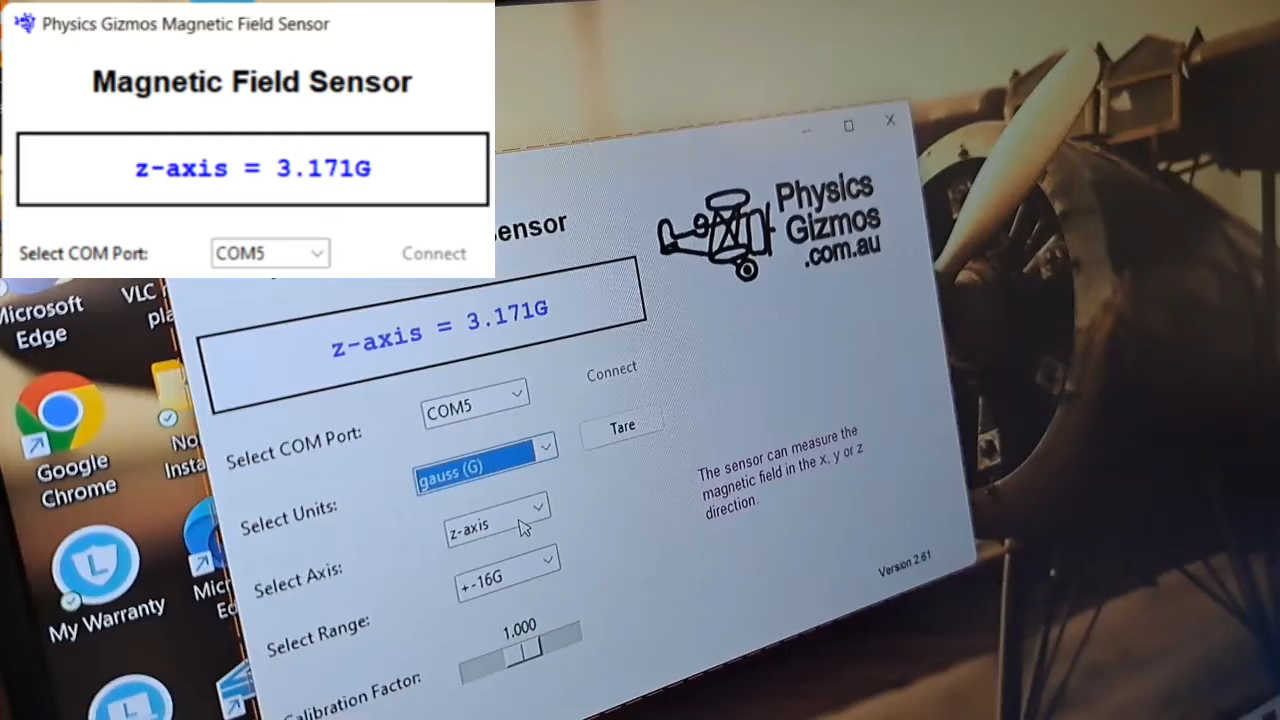 Physics Gizmos Magnetic Field Sensor
Magnetic Field Sensor
z-axis = 3.171G
Select COM Port:
COM5
Connect
Microsoft
Edge
VLC
Google
Chrome
My Warranty
Physics
Gizmos
.com.au
z-axis = 3.171G
Select COM Port:
COM5
Connect
Select Units:
gauss (G)
Tare
Select Axis:
z-axis
Select Range:
+-16G
Calibration Factor:
1.000
The sensor can measure the
magnetic field in the x, y or z
direction.
Version 2.61